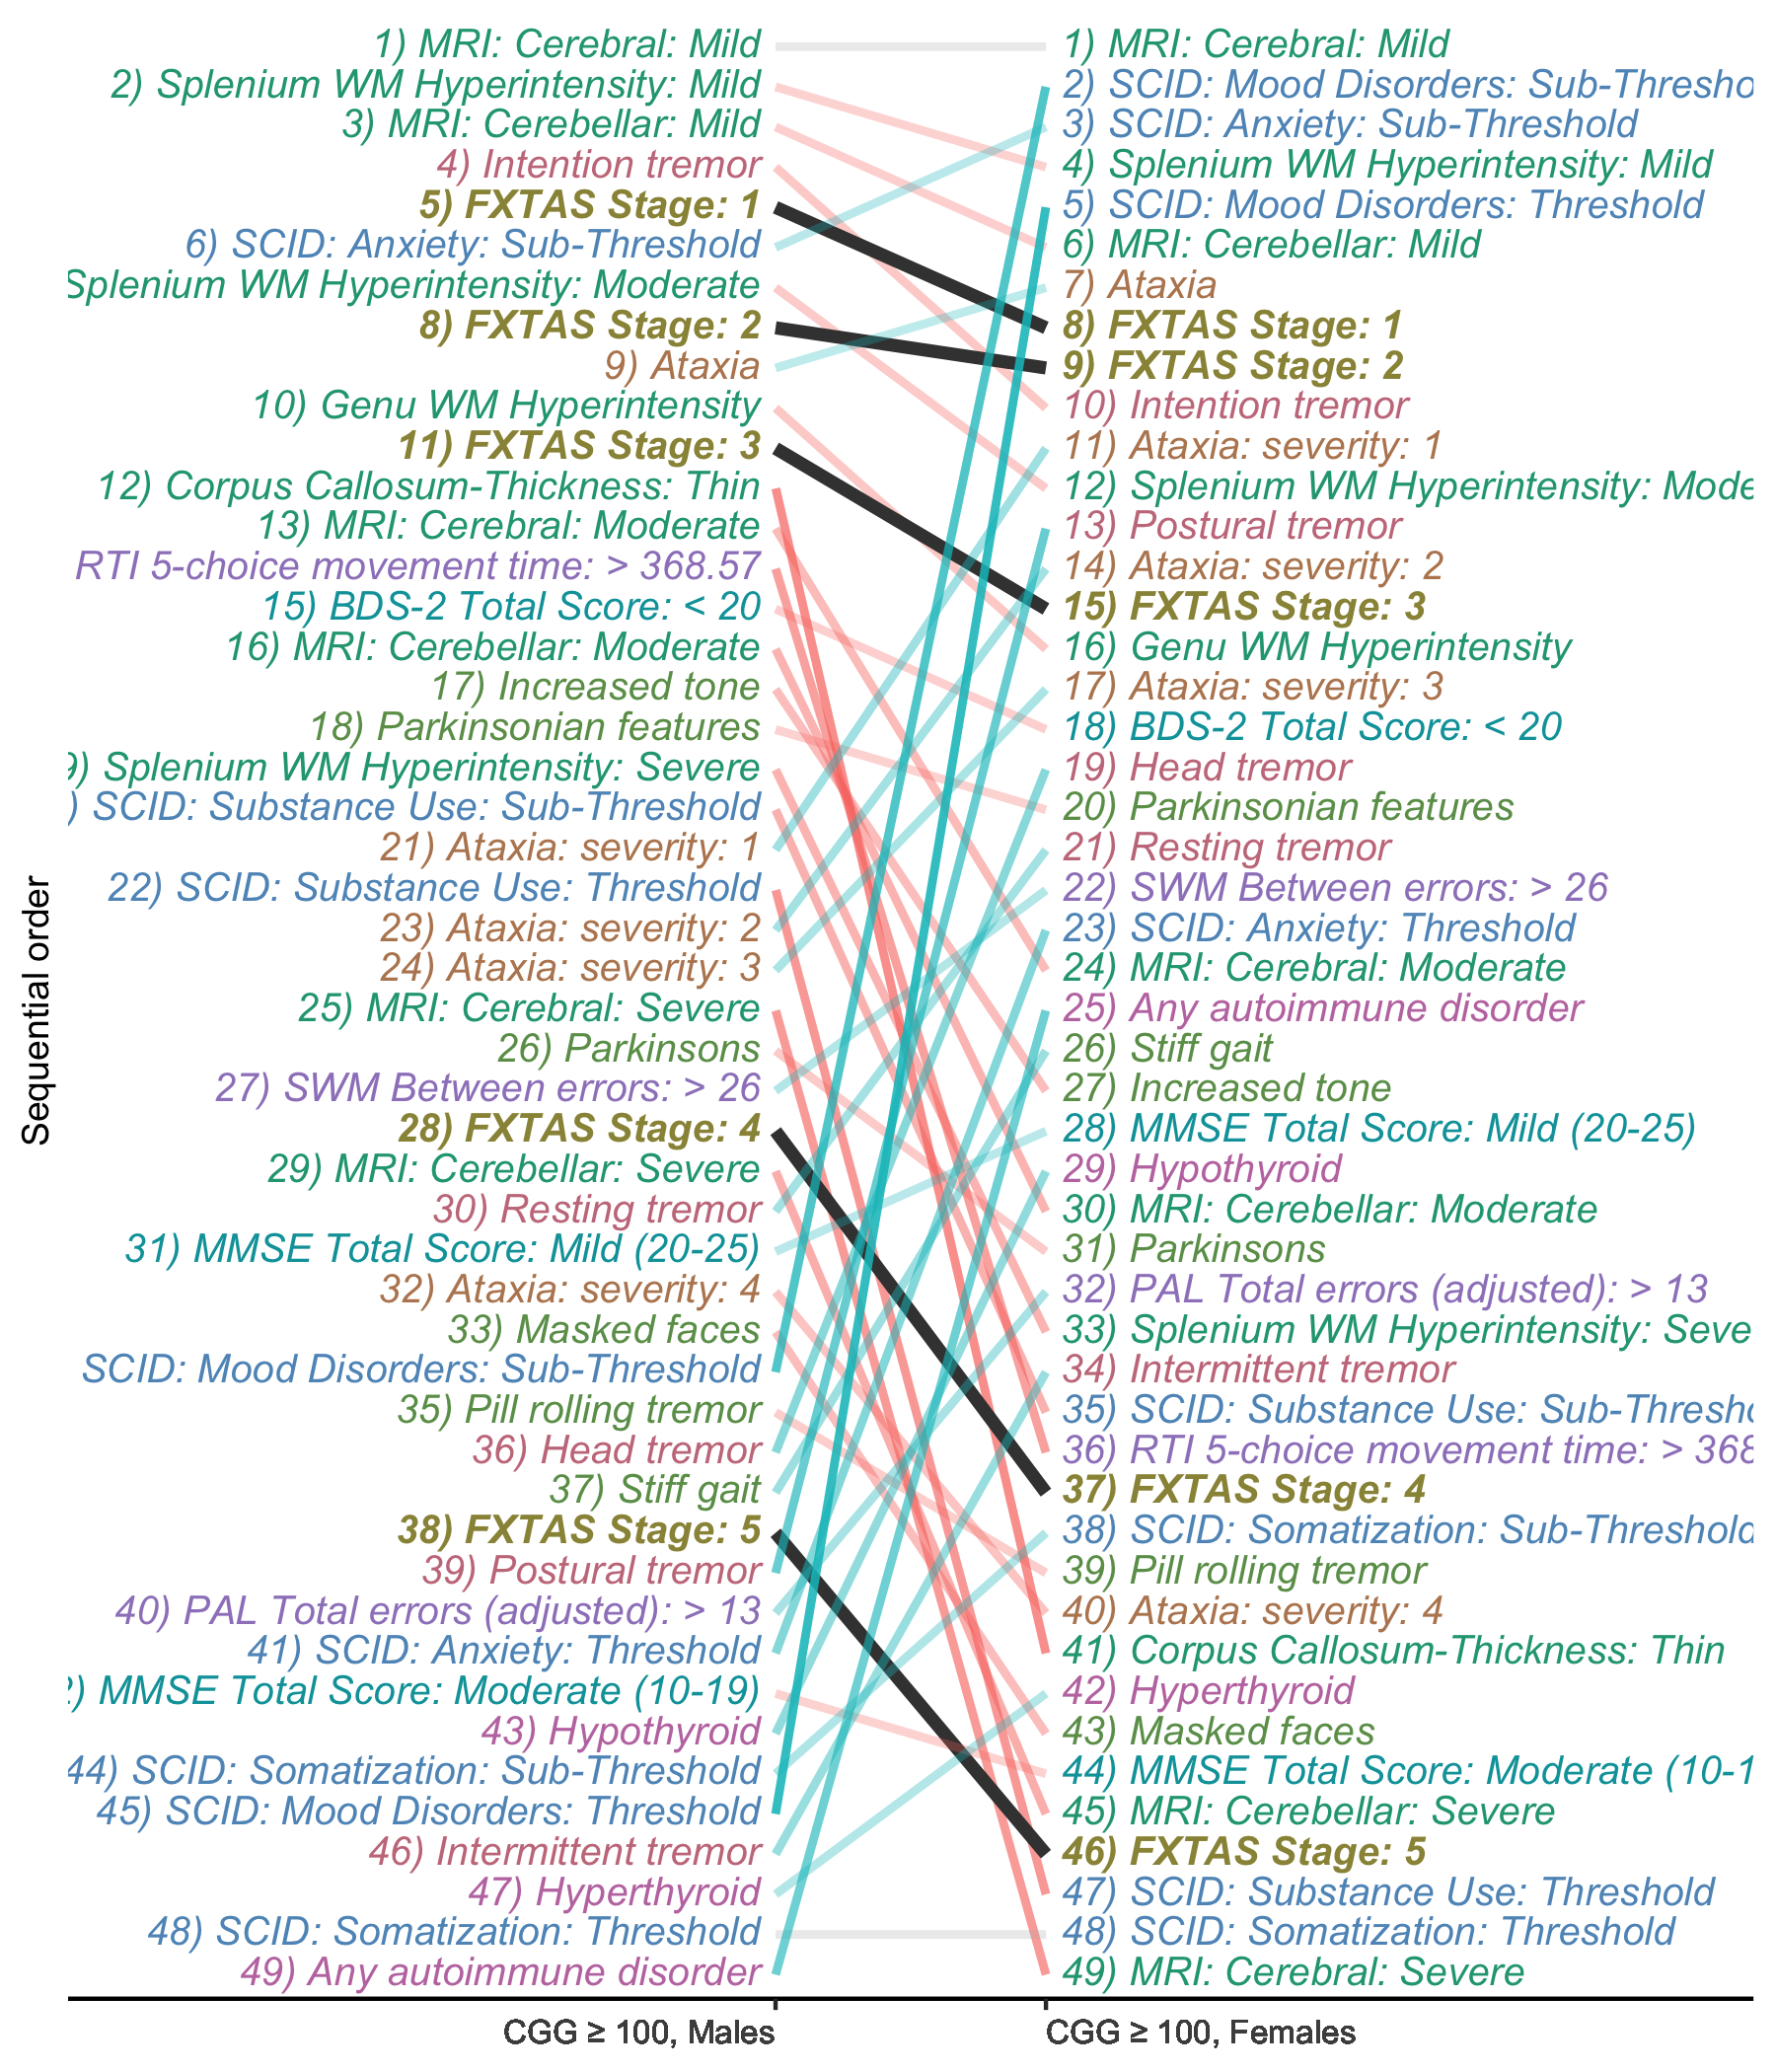 1) MRI: Cerebral: Mild
2) Splenium WM Hyperintensity: Mild
3) MRI: Cerebellar: Mild
4) Intention tremor
5) FXTAS Stage: 1
6) SCID: Anxiety: Sub-Threshold
Splenium WM Hyperintensity: Moderate
8) FXTAS Stage: 2
9) Ataxia
10) Genu WM Hyperintensity
11) FXTAS Stage: 3
12) Corpus Callosum-Thickness: Thin
13) MRI: Cerebral: Moderate
RTI 5-choice movement time: > 368.57
15) BDS-2 Total Score: < 20
16) MRI: Cerebellar: Moderate
17) Increased tone
18) Parkinsonian features
) Splenium WM Hyperintensity: Severe
) SCID: Substance Use: Sub-Threshold
21) Ataxia: severity: 1
22) SCID: Substance Use: Threshold
23) Ataxia: severity: 2
24) Ataxia: severity: 3
25) MRI: Cerebral: Severe
26) Parkinsons
27) SWM Between errors: > 26
28) FXTAS Stage: 4
29) MRI: Cerebellar: Severe
30) Resting tremor
31) MMSE Total Score: Mild (20-25)
32) Ataxia: severity: 4
33) Masked faces
SCID: Mood Disorders: Sub-Threshold
35) Pill rolling tremor
36) Head tremor
37) Stiff gait
38) FXTAS Stage: 5
39) Postural tremor
40) PAL Total errors (adjusted): > 13
41) SCID: Anxiety: Threshold
) MMSE Total Score: Moderate (10-19)
43) Hypothyroid
44) SCID: Somatization: Sub-Threshold
45) SCID: Mood Disorders: Threshold
46) Intermittent tremor
47) Hyperthyroid
48) SCID: Somatization: Threshold
49) Any autoimmune disorder
1) MRI: Cerebral: Mild
2) SCID: Mood Disorders: Sub-Thresho
3) SCID: Anxiety: Sub-Threshold
4) Splenium WM Hyperintensity: Mild
5) SCID: Mood Disorders: Threshold
6) MRI: Cerebellar: Mild
7) Ataxia
8) FXTAS Stage: 1
9) FXTAS Stage: 2
10) Intention tremor
11) Ataxia: severity: 1
12) Splenium WM Hyperintensity: Mode
13) Postural tremor
14) Ataxia: severity: 2
15) FXTAS Stage: 3
16) Genu WM Hyperintensity
17) Ataxia: severity: 3
18) BDS-2 Total Score: < 20
19) Head tremor
20) Parkinsonian features
21) Resting tremor
22) SWM Between errors: > 26
23) SCID: Anxiety: Threshold
24) MRI: Cerebral: Moderate
25) Any autoimmune disorder
26) Stiff gait
27) Increased tone
28) MMSE Total Score: Mild (20-25)
29) Hypothyroid
30) MRI: Cerebellar: Moderate
31) Parkinsons
32) PAL Total errors (adjusted): > 13
33) Splenium WM Hyperintensity: Seve
34) Intermittent tremor
35) SCID: Substance Use: Sub-Thresho
36) RTI 5-choice movement time: > 368
37) FXTAS Stage: 4
38) SCID: Somatization: Sub-Threshold
39) Pill rolling tremor
40) Ataxia: severity: 4
41) Corpus Callosum-Thickness: Thin
42) Hyperthyroid
43) Masked faces
44) MMSE Total Score: Moderate (10-1
45) MRI: Cerebellar: Severe
46) FXTAS Stage: 5
47) SCID: Substance Use: Threshold
48) SCID: Somatization: Threshold
49) MRI: Cerebral: Severe
Sequential order
CGG ≥ 100, Males
CGG ≥ 100, Females